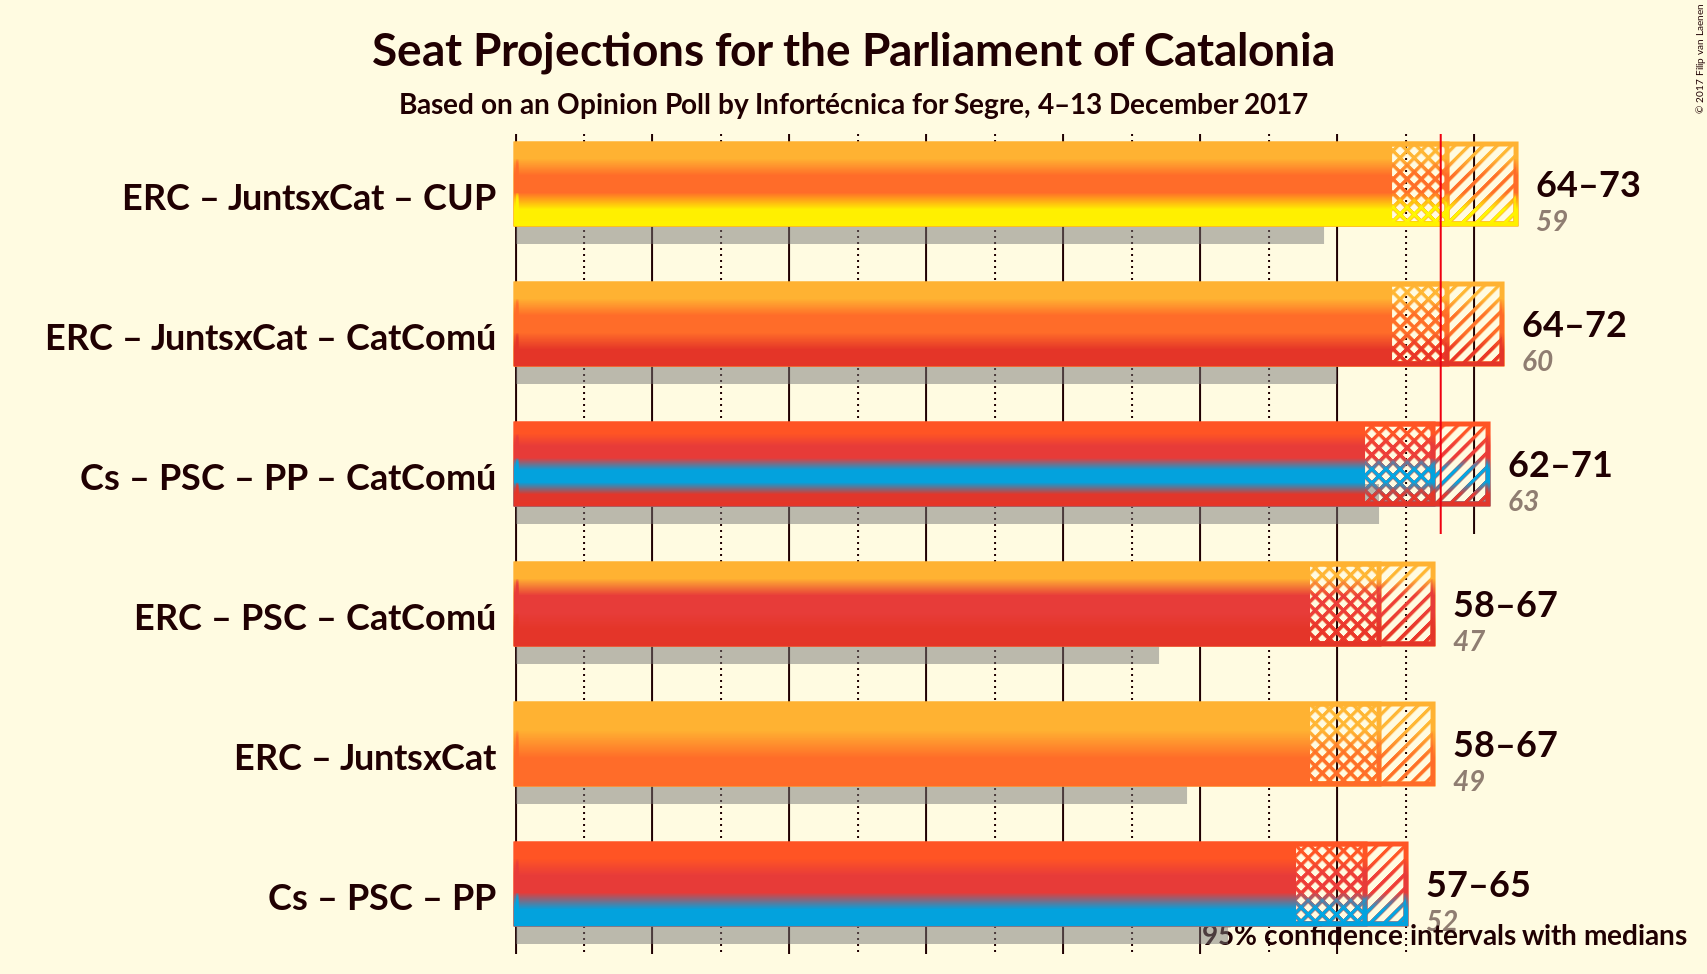 Seat Projections for the Parliament of Catalonia
Based on an Opinion Poll by Infortécnica for Segre, 4–13 December 2017
© 2017 Filip van Laenen
ERC – JuntsxCat – CUP
64–73
59
ERC – JuntsxCat – CatComú
64–72
60
Cs – PSC – PP – CatComú
62–71
63
ERC – PSC – CatComú
58–67
47
ERC – JuntsxCat
58–67
49
Cs – PSC – PP
57–65
52
95% confidence intervals with medians